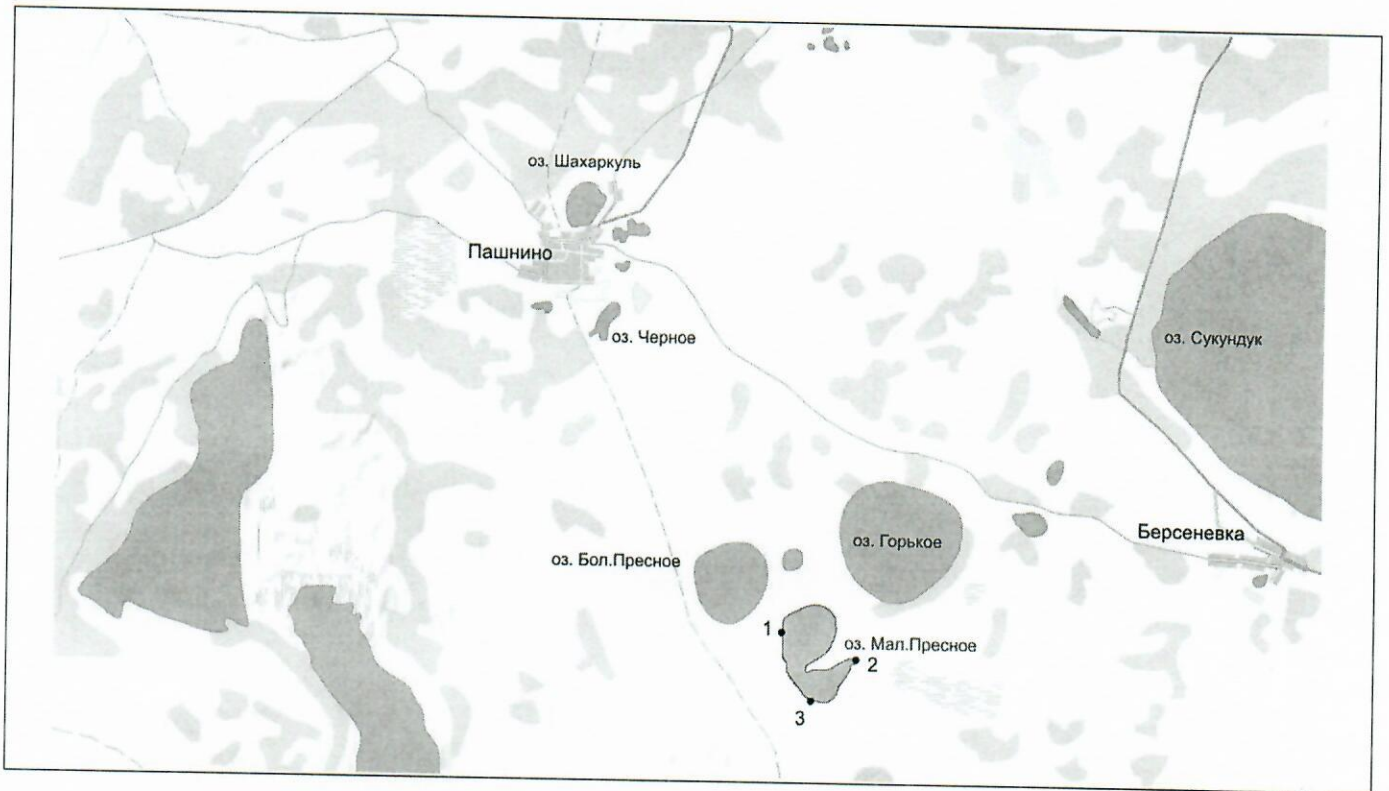 оз. Шахаркуль
Пашнино
оз. Черное
оз. Сукундук
оз. Горькое
Берсеневка
оз. Бол.Пресное
1
оз. Мал.Пресное
2
3